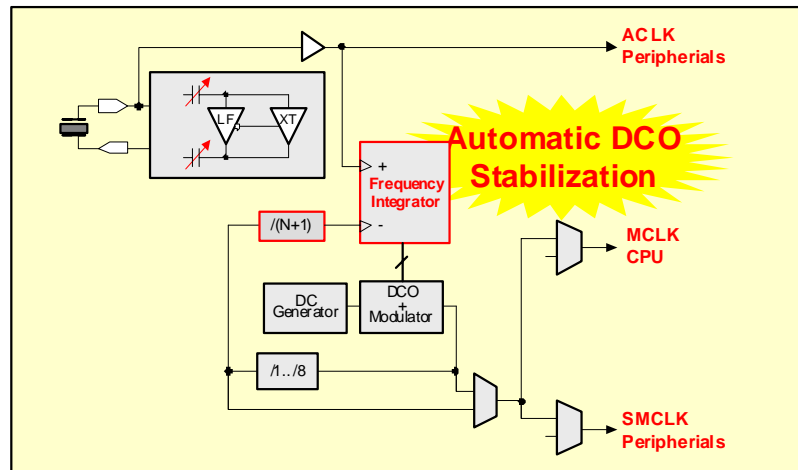 ACLK
Peripherials
LF
XT
Automatic DCO
Stabilization
+
Frequency
Integrator
-
/(N+1)
MCLK
CPU
DC
Generator
DCO
+
Modulator
/1../8
SMCLK
Peripherials